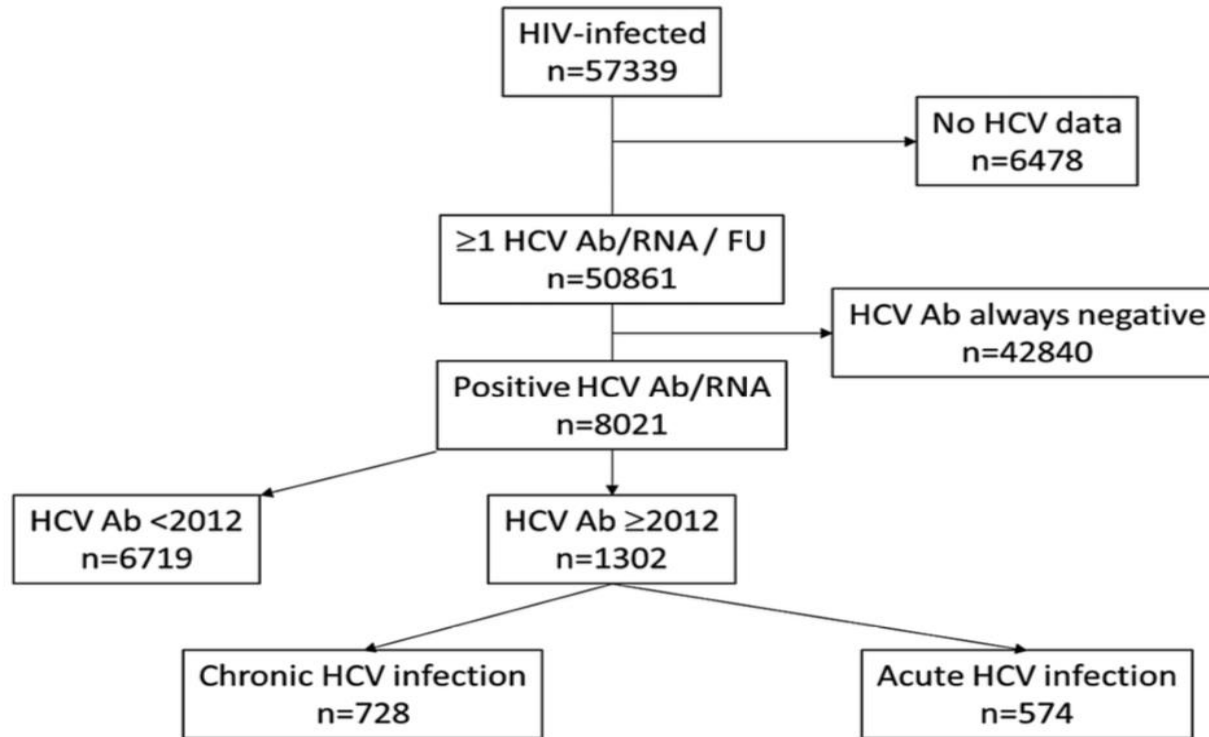 HIV-infected
n=57339
No HCV data
n=6478
≥1 HCV Ab/RNA / FU
n=50861
HCV Ab always negative
n=42840
Positive HCV Ab/RNA
n=8021
HCV Ab <2012
n=6719
HCV Ab ≥2012
n=1302
Chronic HCV infection
n=728
Acute HCV infection
n=574